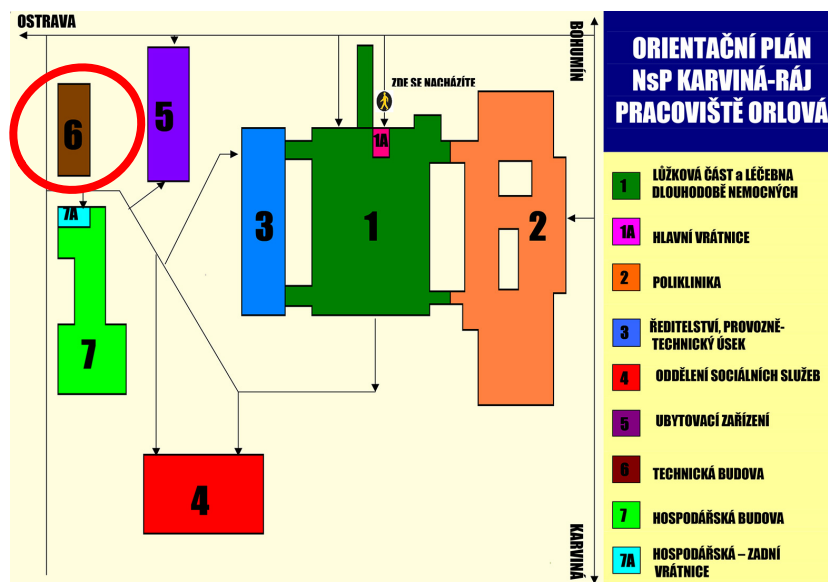 OSTRAVA
BOHUMÍN
ZDE SE NACHÁZÍTE
6
5
1A
7A
3
1
2
7
4
KARVINÁ
ORIENTAČNÍ PLÁN
NsP KARVINÁ-RÁJ
PRACOVIŠTĚ ORLOVÁ
1 LŮŽKOVÁ ČÁST a LÉČEBNA
DLOUHODOBĚ NEMOCNÝCH
1A HLAVNÍ VRÁTNICE
2 POLIKLINIKA
3 ŘEDITELSTVÍ, PROVOZNĚ-
TECHNICKÝ ÚSEK
4 ODDĚLENÍ SOCIÁLNÍCH SLUŽEB
5 UBYTOVACÍ ZAŘÍZENÍ
6 TECHNICKÁ BUDOVA
7 HOSPODÁŘSKÁ BUDOVA
7A HOSPODÁŘSKÁ – ZADNÍ
VRÁTNICE